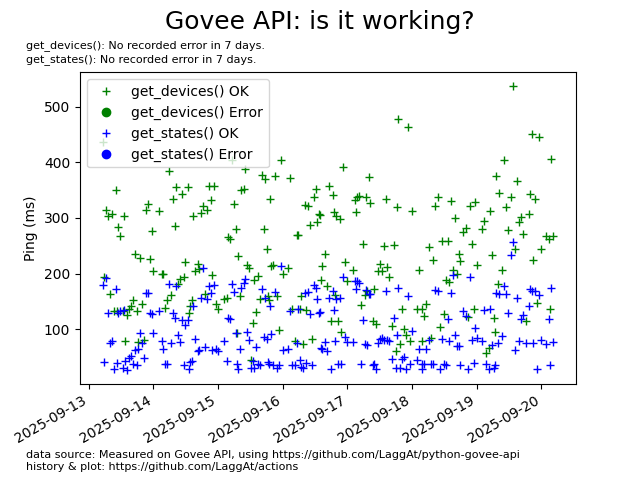 Govee API: is it working?
get_devices(): No recorded error in 7 days.
get_states(): No recorded error in 7 days.
get_devices() OK
get_devices() Error
get_states() OK
get_states() Error
Ping (ms)
500
400
300
200
100
2025-09-13
2025-09-14
2025-09-15
2025-09-16
2025-09-17
2025-09-18
2025-09-19
2025-09-20
data source: Measured on Govee API, using https://github.com/LaggAt/python-govee-api
history & plot: https://github.com/LaggAt/actions